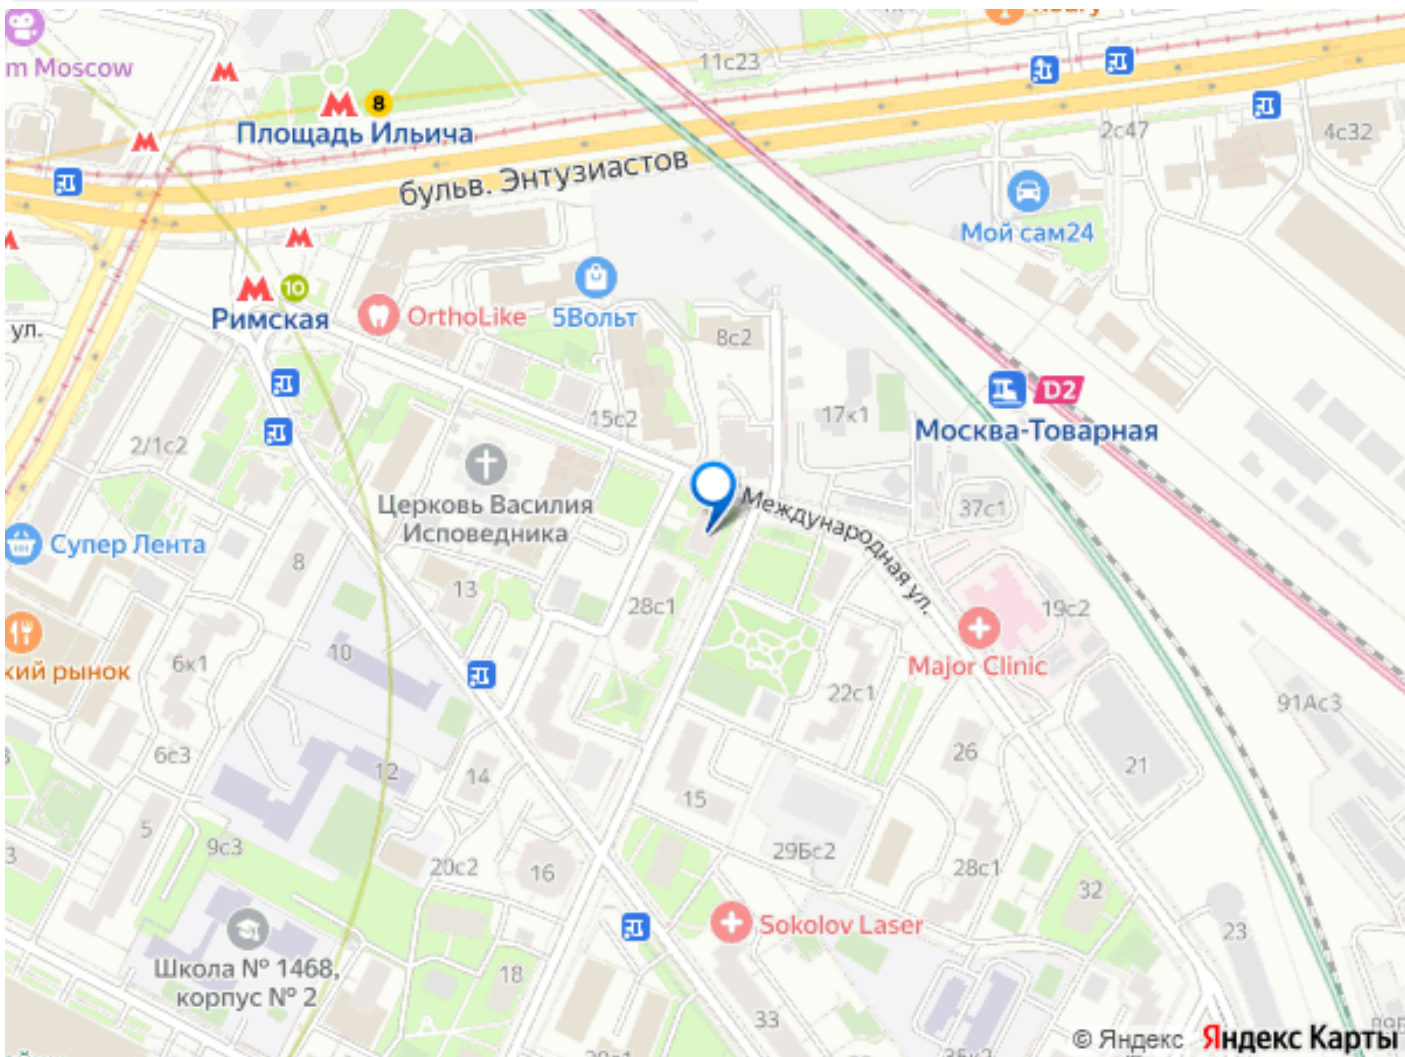 11с23
m Moscow
М
М 8
Площадь Ильича
2с47
4с32
бульв. Энтузиастов
Мой сам24
М 10
Римская
ул.
OrthoLike
5Вольт
8с2
D2
Москва-Товарная
15с2
17к1
2/1с2
Церковь Василия
Исповедника
Международная ул.
37с1
Супер Лента
8
13
28с1
19с2
Major Clinic
кий рынок
6к1
10
22с1
91Ас3
6с3
12
14
26
21
15
5
9с3
3
20с2
16
29Бс2
28с1
32
Sokolov Laser
23
Школа № 1468,
корпус № 2
18
33
© Яндекс Яндекс Карты